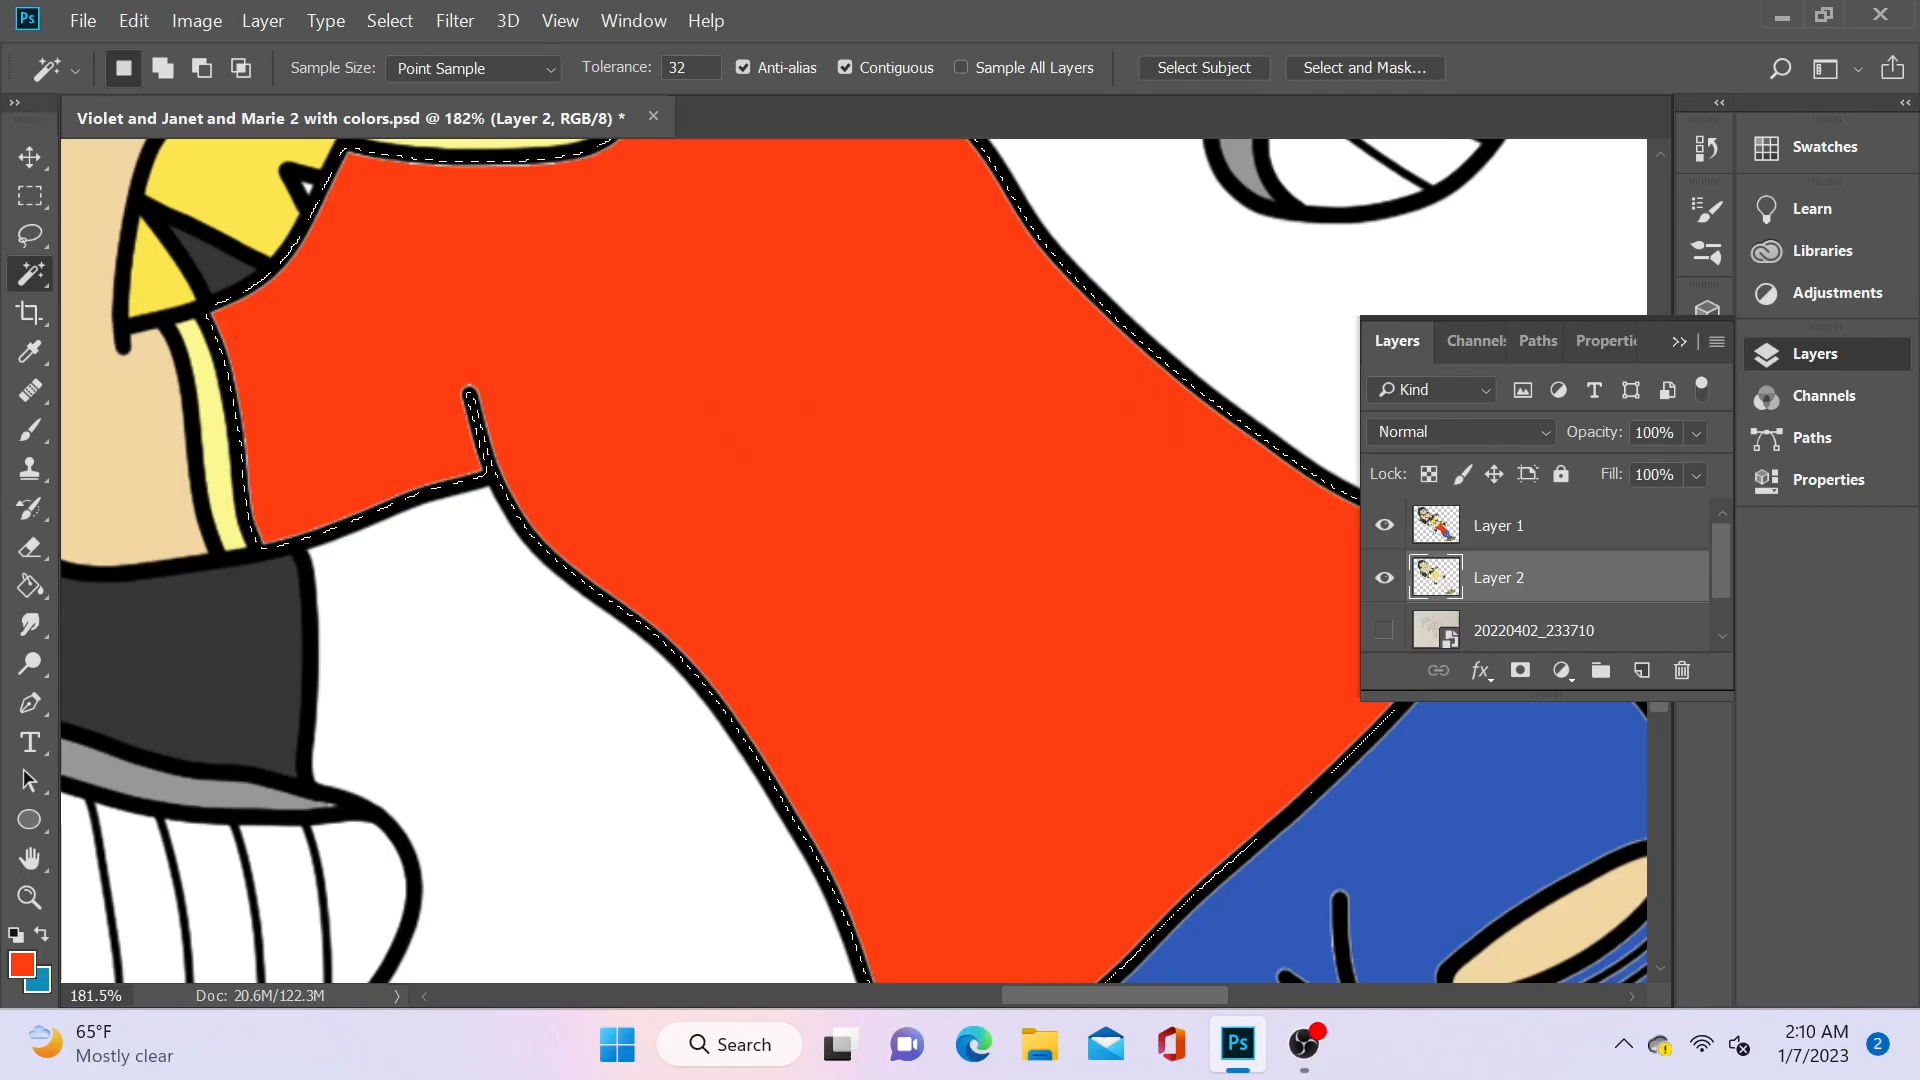 Ps File Edit Image Layer Type Select Filter 3D View Window Help
Sample Size: Point Sample Tolerance: 32 Anti-alias Contiguous Sample All Layers Select Subject Select and Mask...
Violet and Janet and Marie 2 with colors.psd @ 182% (Layer 2, RGB/8) *
Swatches
Learn
Libraries
Adjustments
Layers
Channels
Paths
Properties
Layers Channels Paths Properti
Kind
Normal Opacity: 100%
Lock: Fill: 100%
Layer 1
Layer 2
20220402_233710
fx
181.5% Doc: 20.6M/122.3M
65°F
Mostly clear
Search
Ps
2:10 AM
1/7/2023
2